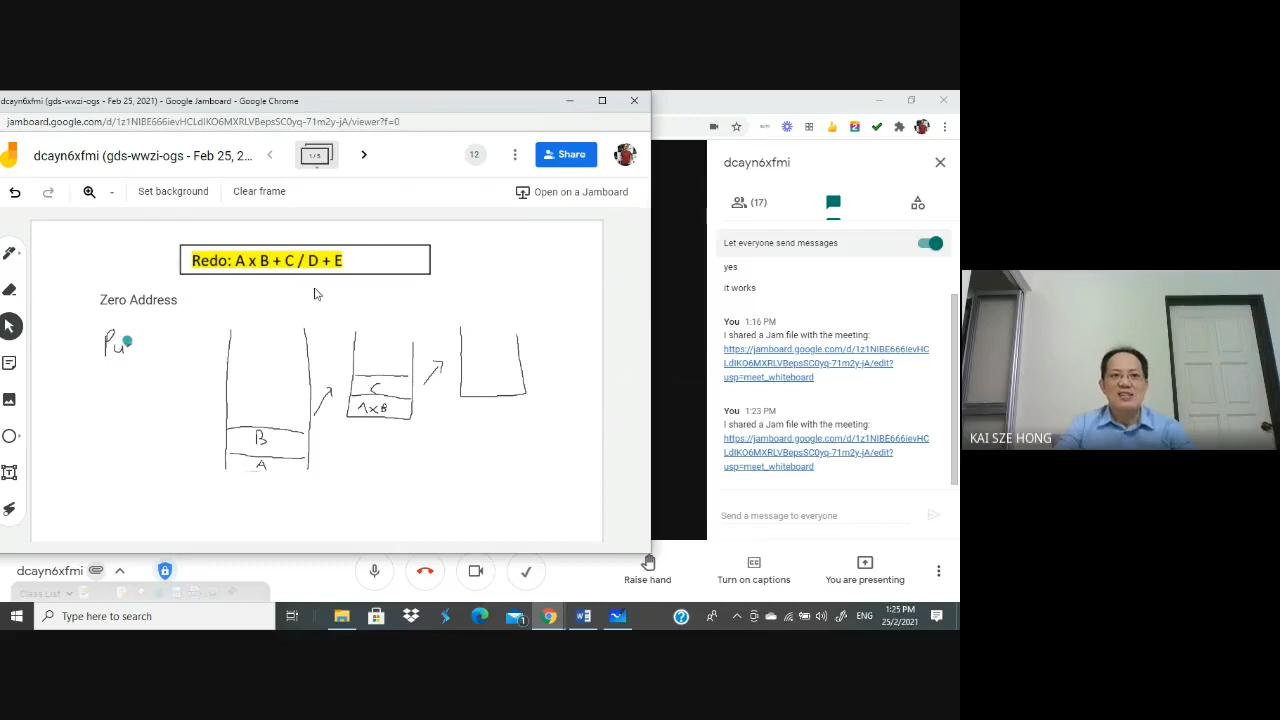 dcayn6xfmi (gds-wwzi-ogs - Feb 25, 2021) - Google Jamboard - Google Chrome
jamboard.google.com/d/1z1NIBE666ievHCLdIKO6MXRLVBepsSC0yq-71m2y-jA/viewer?f=0
dcayn6xfmi (gds-wwzi-ogs - Feb 25, 2...
1/5
12
Share
Set background
Clear frame
Open on a Jamboard
Redo: A x B + C / D + E
Zero Address
Pu
B
A
C
A x B
dcayn6xfmi
(17)
Let everyone send messages
yes
it works
You 1:16 PM
I shared a Jam file with the meeting:
https://jamboard.google.com/d/1z1NIBE666ievHC
LdIKO6MXRLVBepsSC0yq-71m2y-jA/edit?
usp=meet_whiteboard
You 1:23 PM
I shared a Jam file with the meeting:
https://jamboard.google.com/d/1z1NIBE666ievHC
LdIKO6MXRLVBepsSC0yq-71m2y-jA/edit?
usp=meet_whiteboard
Send a message to everyone
KAI SZE HONG
dcayn6xfmi
Class List
Raise hand
Turn on captions
You are presenting
Type here to search
1
ENG
1:25 PM
25/2/2021